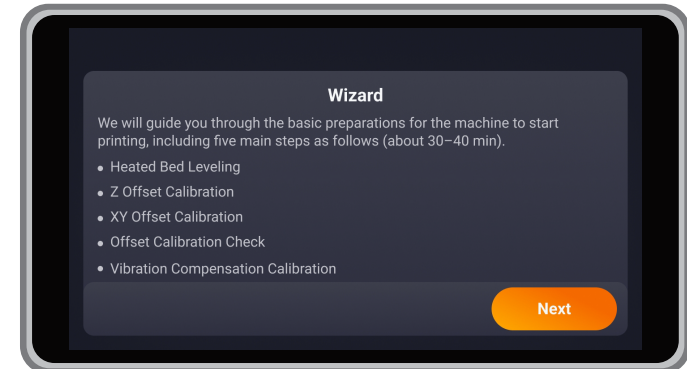 Wizard
We will guide you through the basic preparations for the machine to start
printing, including five main steps as follows (about 30–40 min).
• Heated Bed Leveling
• Z Offset Calibration
• XY Offset Calibration
• Offset Calibration Check
• Vibration Compensation Calibration
Next